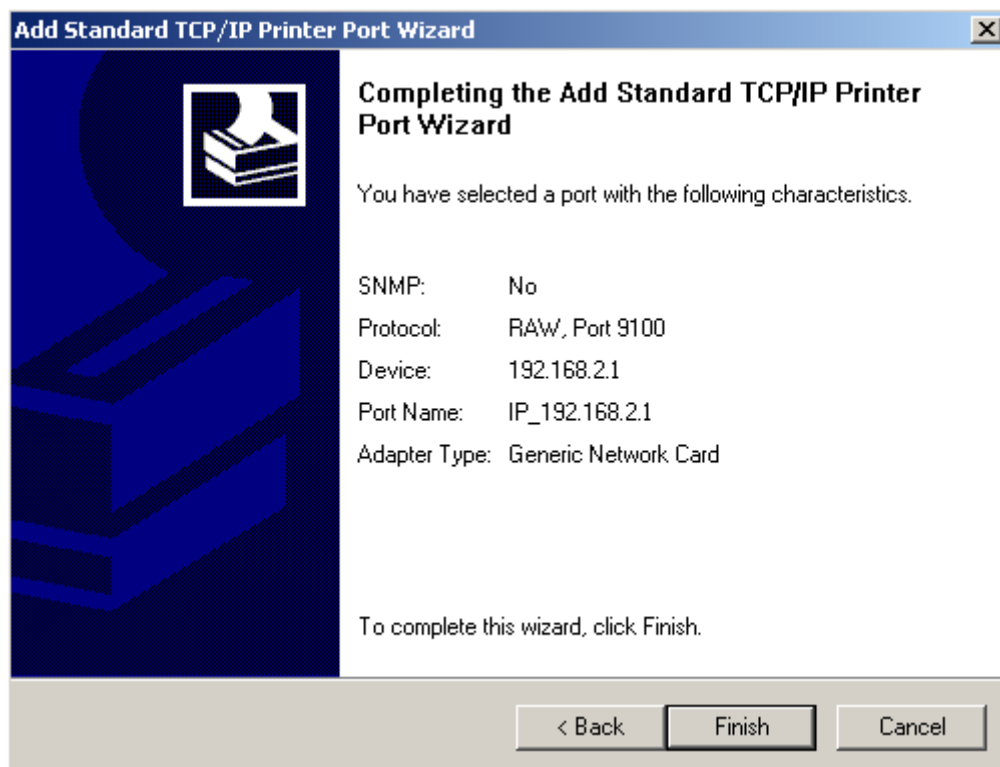 Add Standard TCP/IP Printer Port Wizard
Completing the Add Standard TCP/IP Printer
Port Wizard
You have selected a port with the following characteristics.
SNMP: No
Protocol: RAW, Port 9100
Device: 192.168.2.1
Port Name: IP_192.168.2.1
Adapter Type: Generic Network Card
To complete this wizard, click Finish.
< Back Finish Cancel